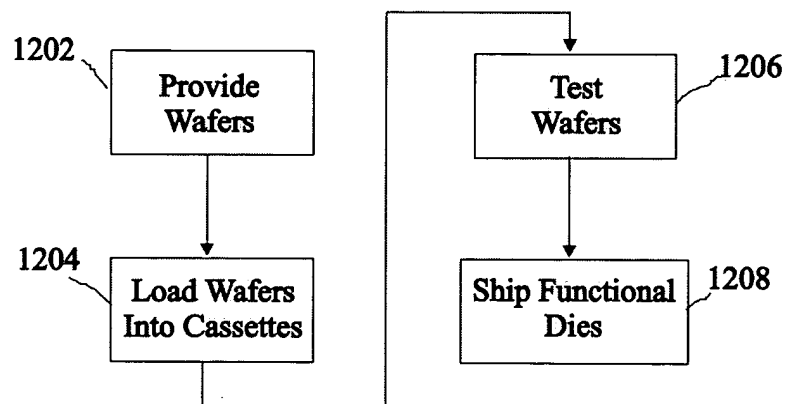 1202
Provide
Wafers
1204
Load Wafers
Into Cassettes
1206
Test
Wafers
1208
Ship Functional
Dies